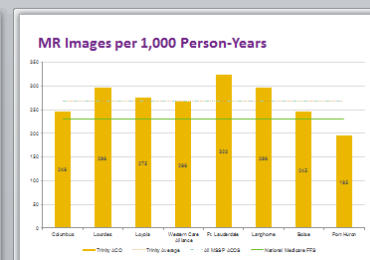 MR Images per 1,000 Person-Years
350
300
250
200
150
100
50
0
245
296
275
266
323
296
245
195
Columbus
Lourdes
Loyola
Western Care Alliance
Ft. Lauderdale
Langhorne
Boise
Port Huron
Trinity ACO
Trinity Average
All MSSP ACOS
National Medicare FFS